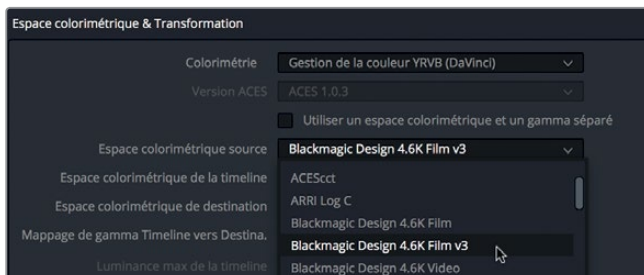 Espace colorimétrique & Transformation
Colorimétrie Gestion de la couleur YRVB (DaVinci)
Version ACES ACES 1.0.3
Utiliser un espace colorimétrique et un gamma séparé
Espace colorimétrique source Blackmagic Design 4.6K Film v3
Espace colorimétrique de la timeline ACEScct
ARRI Log C
Espace colorimétrique de destination Blackmagic Design 4.6K Film
Mappage de gamma Timeline vers Destina. Blackmagic Design 4.6K Film v3
Luminance max de la timeline Blackmagic Design 4.6K Video